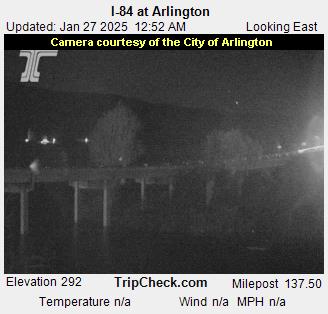 I-84 at Arlington
Updated: Jan 27 2025 12:52 AM Looking East
Camera courtesy of the City of Arlington
Elevation 292 TripCheck.com Milepost 137.50
Temperature n/a Wind n/a MPH n/a